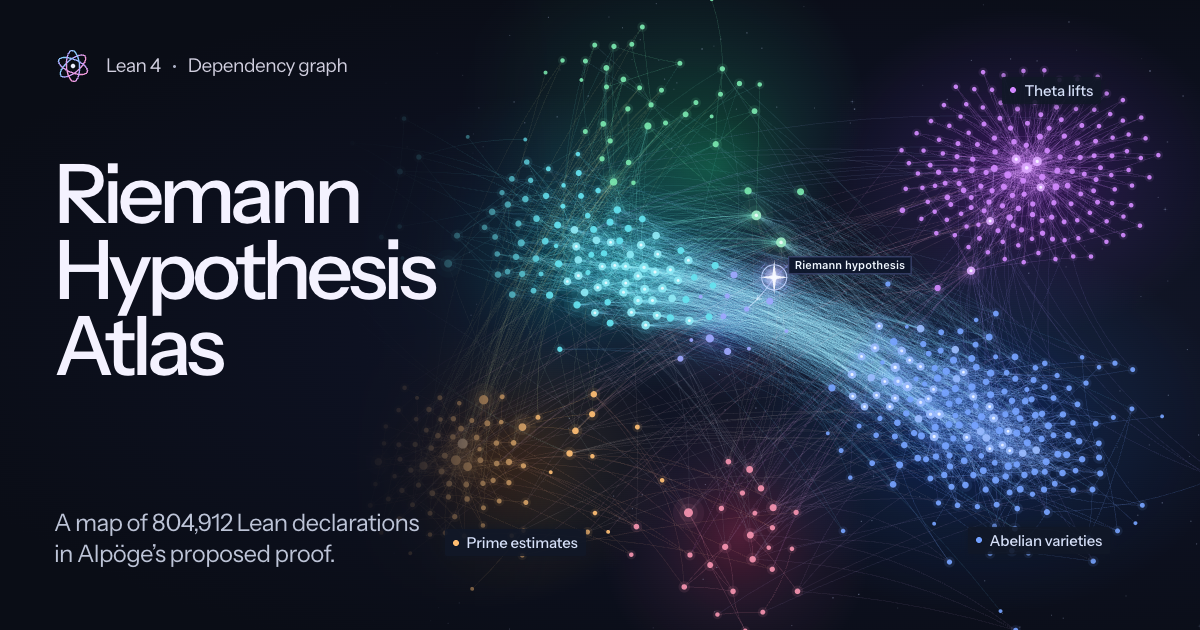 Lean 4 · Dependency graph
Riemann
Hypothesis
Atlas
A map of 804,912 Lean declarations
in Alpöge's proposed proof.
Theta lifts
Riemann hypothesis
Prime estimates
Abelian varieties